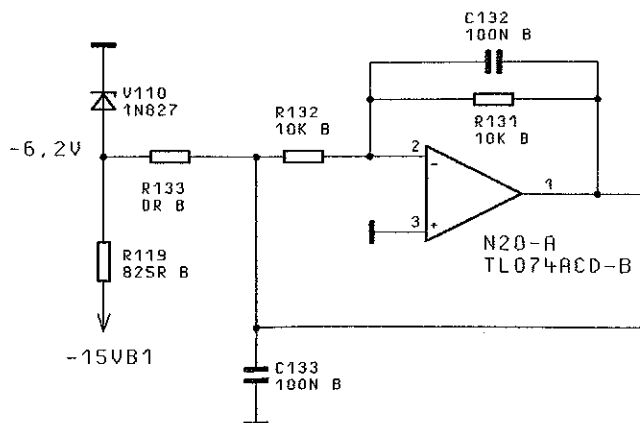 C132
100N B
V110
1N827
R132
10K B
R131
10K B
-6,2V
2
-
R133
0R B
1
3
+
N20-A
TL074ACD-B
R119
825R B
-15VB1
C133
100N B